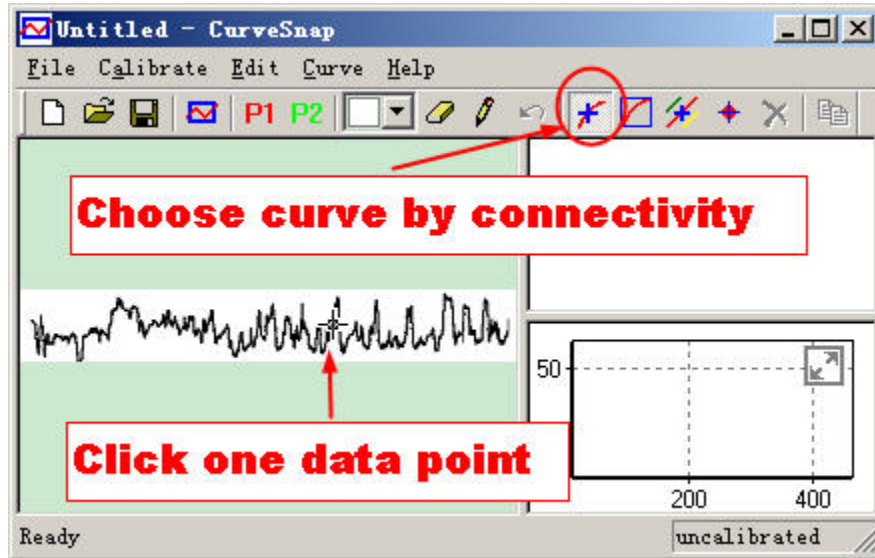 Untitled - CurveSnap
File Calibrate Edit Curve Help
P1 P2
Choose curve by connectivity
Click one data point
50
200 400
Ready uncalibrated